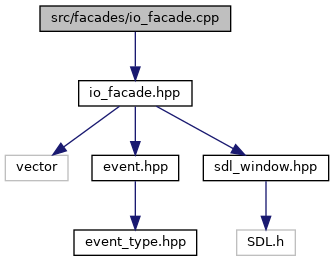 src/facades/io_facade.cpp
io_facade.hpp
vector
event.hpp
sdl_window.hpp
event_type.hpp
SDL.h